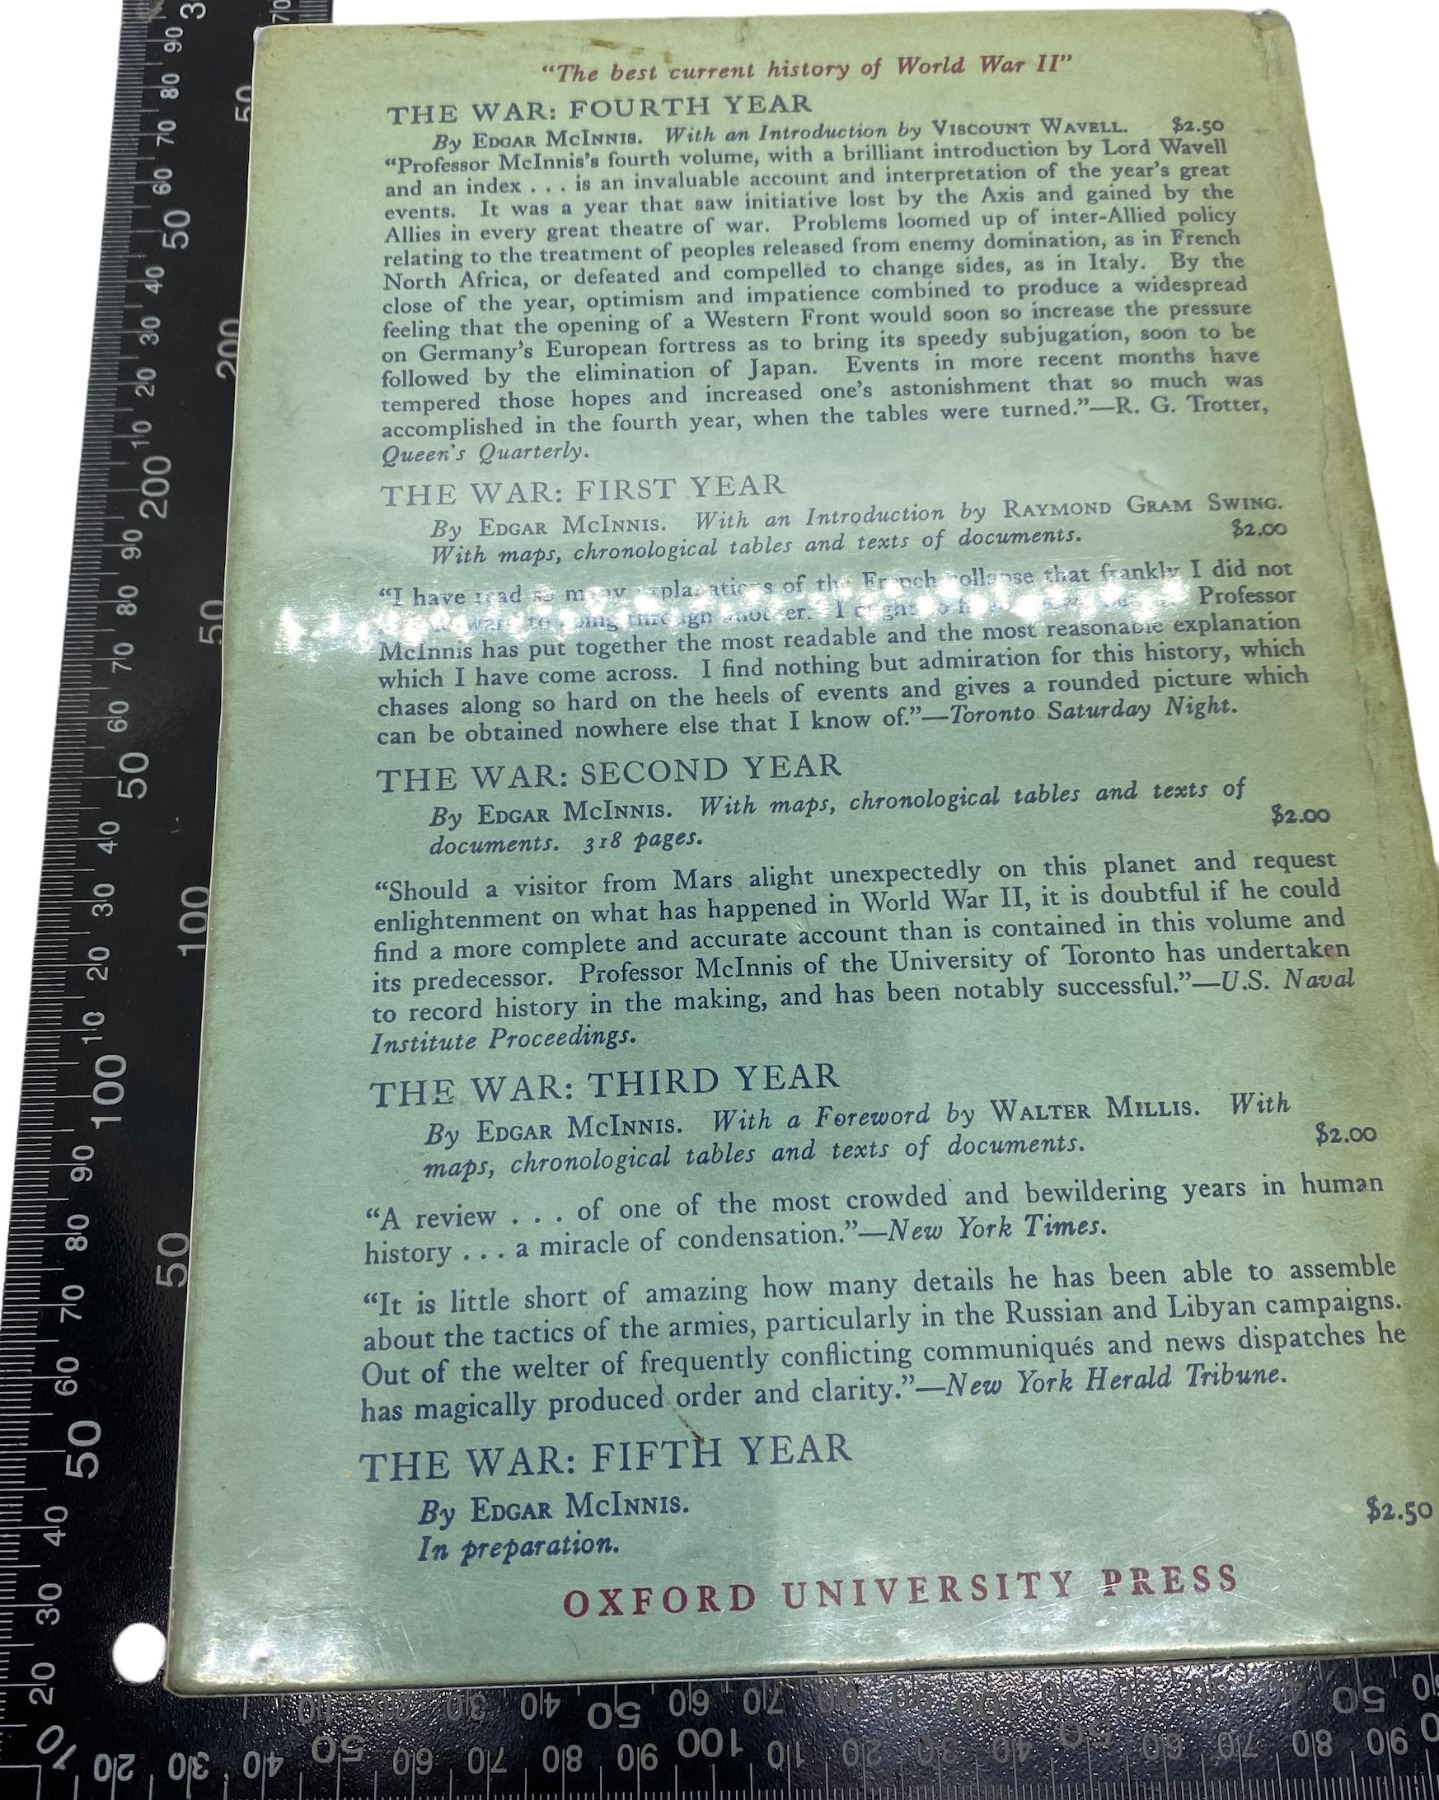 “The best current history of World War II”
THE WAR: FOURTH YEAR
By EDGAR McINNIS. With an Introduction by VISCOUNT WAVELL. $2.50
“Professor McInnis's fourth volume, with a brilliant introduction by Lord Wavell
and an index . . . is an invaluable account and interpretation of the year's great
events. It was a year that saw initiative lost by the Axis and gained by the
Allies in every great theatre of war. Problems loomed up of inter-Allied policy
relating to the treatment of peoples released from enemy domination, as in French
North Africa, or defeated and compelled to change sides, as in Italy. By the
close of the year, optimism and impatience combined to produce a widespread
feeling that the opening of a Western Front would soon so increase the pressure
on Germany's European fortress as to bring its speedy subjugation, soon to be
followed by the elimination of Japan. Events in more recent months have
tempered those hopes and increased one's astonishment that so much was
accomplished in the fourth year, when the tables were turned.”—R. G. Trotter,
Queen's Quarterly.
THE WAR: FIRST YEAR
By EDGAR McINNIS. With an Introduction by RAYMOND GRAM SWING.
With maps, chronological tables and texts of documents. $2.00
“I have read so many explanations of the French collapse that frankly I did not
through another. I Professor
McInnis has put together the most readable and the most reasonable explanation
which I have come across. I find nothing but admiration for this history, which
chases along so hard on the heels of events and gives a rounded picture which
can be obtained nowhere else that I know of.”—Toronto Saturday Night.
THE WAR: SECOND YEAR
By EDGAR McINNIS. With maps, chronological tables and texts of
documents. 318 pages. $2.00
“Should a visitor from Mars alight unexpectedly on this planet and request
enlightenment on what has happened in World War II, it is doubtful if he could
find a more complete and accurate account than is contained in this volume and
its predecessor. Professor McInnis of the University of Toronto has undertaken
to record history in the making, and has been notably successful.”—U.S. Naval
Institute Proceedings.
THE WAR: THIRD YEAR
By EDGAR McINNIS. With a Foreword by WALTER MILLIS. With
maps, chronological tables and texts of documents. $2.00
“A review . . . of one of the most crowded and bewildering years in human
history . . . a miracle of condensation.”—New York Times.
“It is little short of amazing how many details he has been able to assemble
about the tactics of the armies, particularly in the Russian and Libyan campaigns.
Out of the welter of frequently conflicting communiqués and news dispatches he
has magically produced order and clarity.”—New York Herald Tribune.
THE WAR: FIFTH YEAR
By EDGAR McINNIS.
In preparation. $2.50
OXFORD UNIVERSITY PRESS